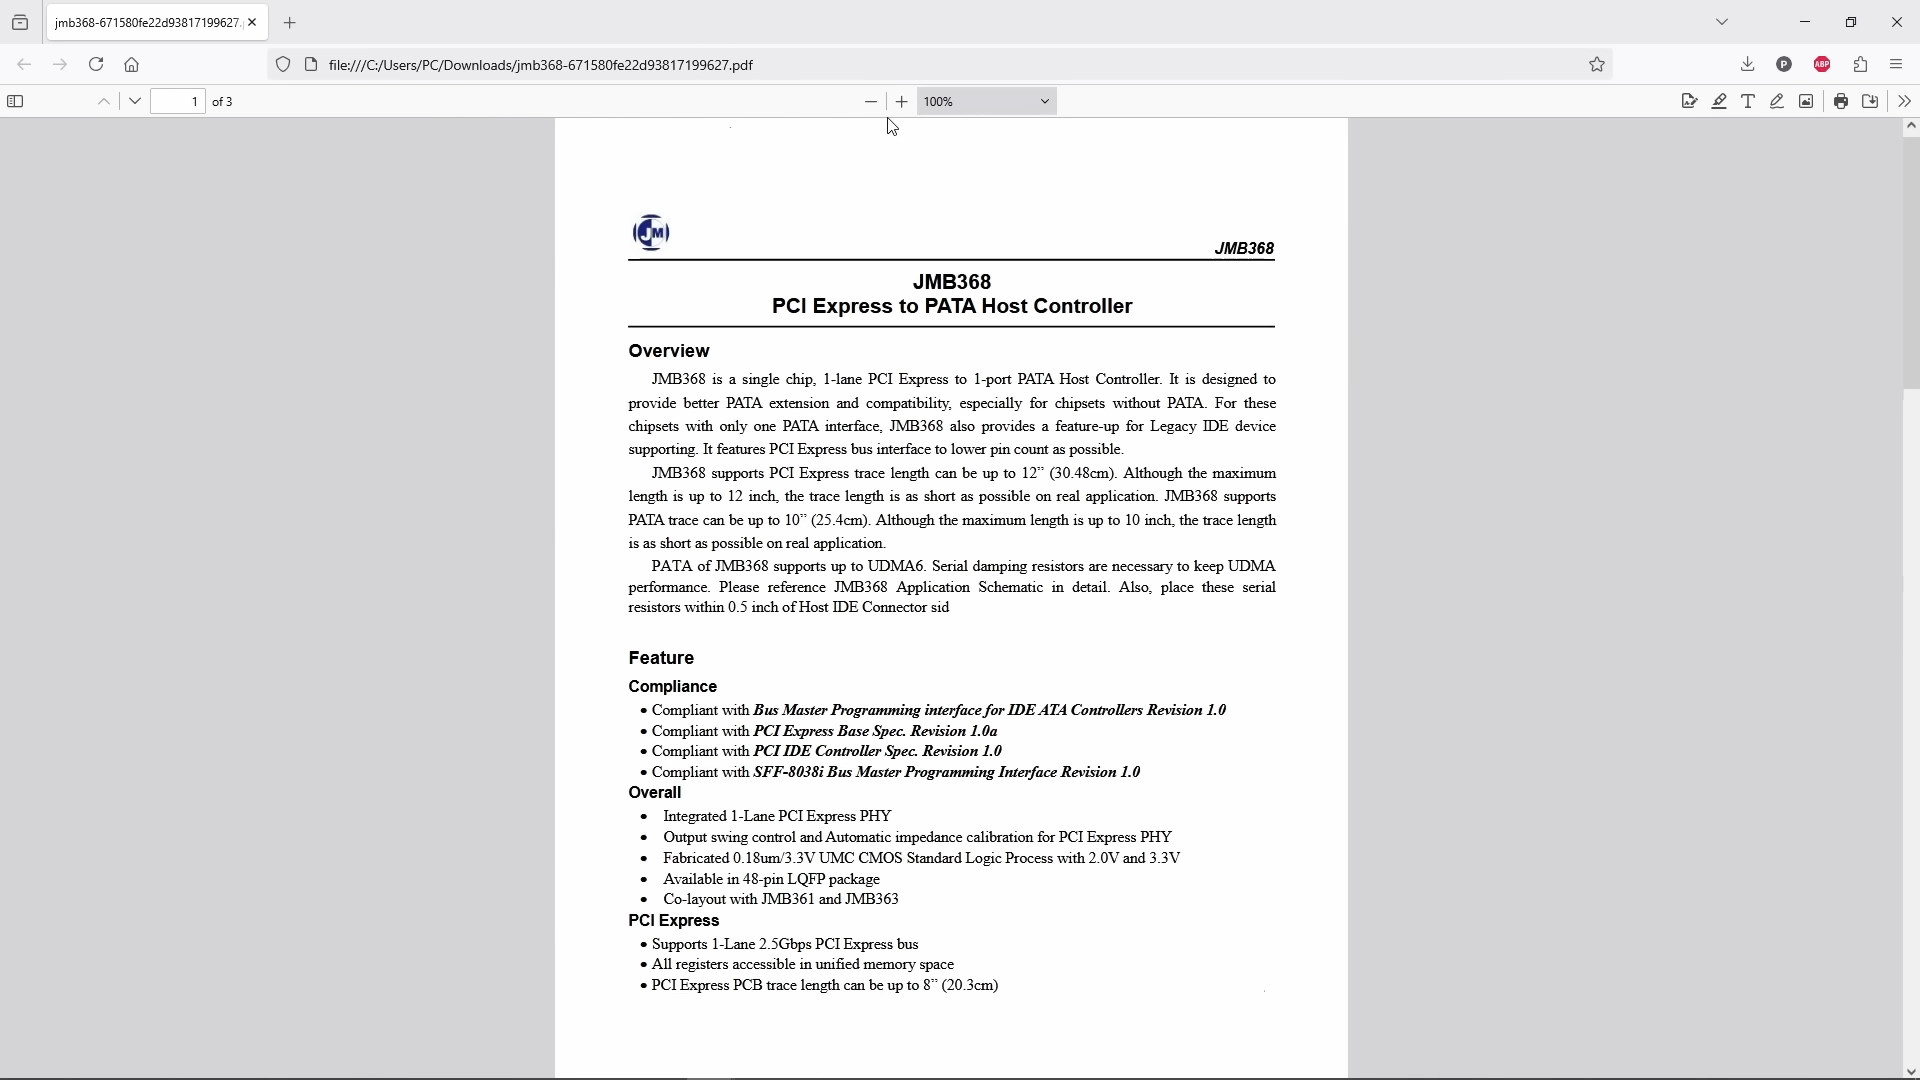 jmb368-671580fe22d93817199627.
file:///C:/Users/PC/Downloads/jmb368-671580fe22d93817199627.pdf
P
ABP
1 of 3
100%
JM
JMB368
JMB368
PCI Express to PATA Host Controller
Overview
JMB368 is a single chip, 1-lane PCI Express to 1-port PATA Host Controller. It is designed to
provide better PATA extension and compatibility, especially for chipsets without PATA. For these
chipsets with only one PATA interface, JMB368 also provides a feature-up for Legacy IDE device
supporting. It features PCI Express bus interface to lower pin count as possible.
JMB368 supports PCI Express trace length can be up to 12” (30.48cm). Although the maximum
length is up to 12 inch, the trace length is as short as possible on real application. JMB368 supports
PATA trace can be up to 10” (25.4cm). Although the maximum length is up to 10 inch, the trace length
is as short as possible on real application.
PATA of JMB368 supports up to UDMA6. Serial damping resistors are necessary to keep UDMA
performance. Please reference JMB368 Application Schematic in detail. Also, place these serial
resistors within 0.5 inch of Host IDE Connector sid
Feature
Compliance
• Compliant with Bus Master Programming interface for IDE ATA Controllers Revision 1.0
• Compliant with PCI Express Base Spec. Revision 1.0a
• Compliant with PCI IDE Controller Spec. Revision 1.0
• Compliant with SFF-8038i Bus Master Programming Interface Revision 1.0
Overall
• Integrated 1-Lane PCI Express PHY
• Output swing control and Automatic impedance calibration for PCI Express PHY
• Fabricated 0.18um/3.3V UMC CMOS Standard Logic Process with 2.0V and 3.3V
• Available in 48-pin LQFP package
• Co-layout with JMB361 and JMB363
PCI Express
• Supports 1-Lane 2.5Gbps PCI Express bus
• All registers accessible in unified memory space
• PCI Express PCB trace length can be up to 8” (20.3cm)